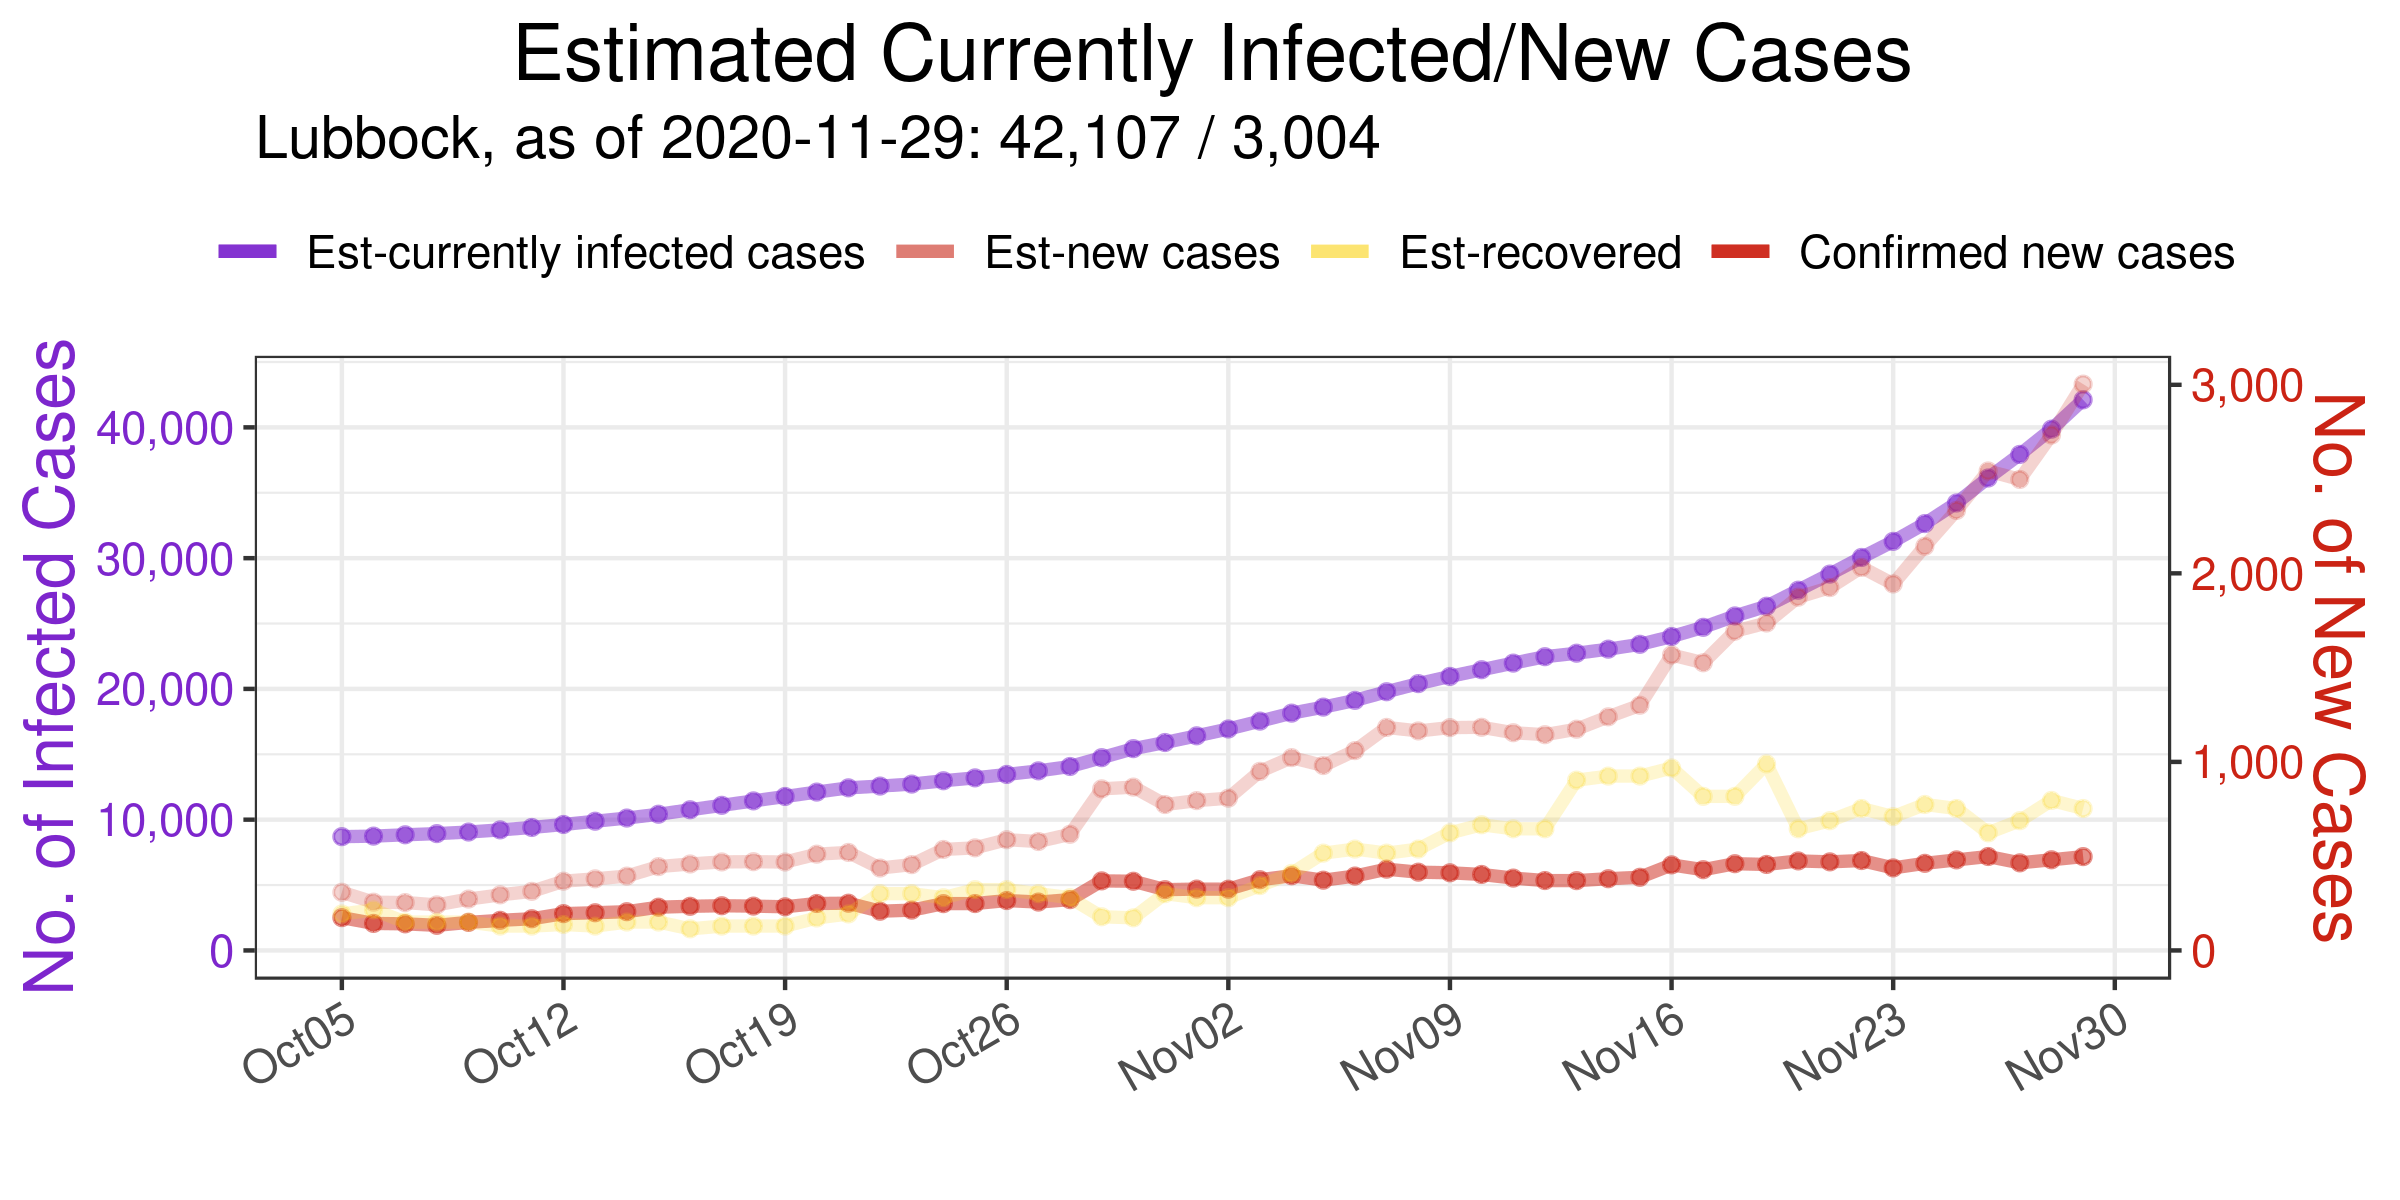 Estimated Currently Infected/New Cases
Lubbock, as of 2020-11-29: 42,107 / 3,004
Est-currently infected cases Est-new cases Est-recovered Confirmed new cases
No. of Infected Cases
40,000
30,000
20,000
10,000
0
3,000
2,000
1,000
0
No. of New Cases
Oct05 Oct12 Oct19 Oct26 Nov02 Nov09 Nov16 Nov23 Nov30